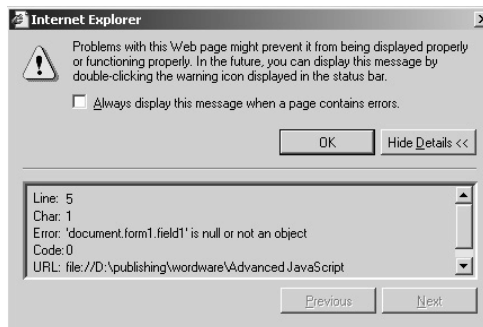 Internet Explorer
Problems with this Web page might prevent it from being displayed properly
or functioning properly. In the future, you can display this message by
double-clicking the warning icon displayed in the status bar.
Always display this message when a page contains errors.
OK Hide Details <<
Line: 5
Char: 1
Error: 'document.form1.field1' is null or not an object
Code:0
URL: file://D:\publishing\wordware\Advanced JavaScript
Previous Next